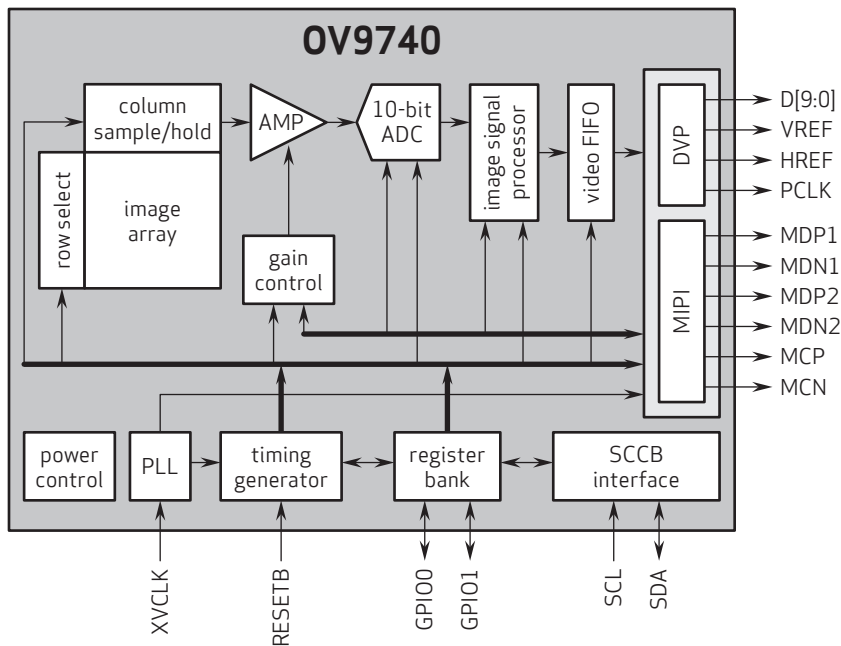 OV9740
column
sample/hold
AMP
10-bit
ADC
image signal
processor
video FIFO
DVP
D[9:0]
VREF
HREF
PCLK
row select
image
array
gain
control
MIPI
MDP1
MDN1
MDP2
MDN2
MCP
MCN
power
control
PLL
timing
generator
register
bank
SCCB
interface
XVCLK
RESETB
GPIO0
GPIO1
SCL
SDA